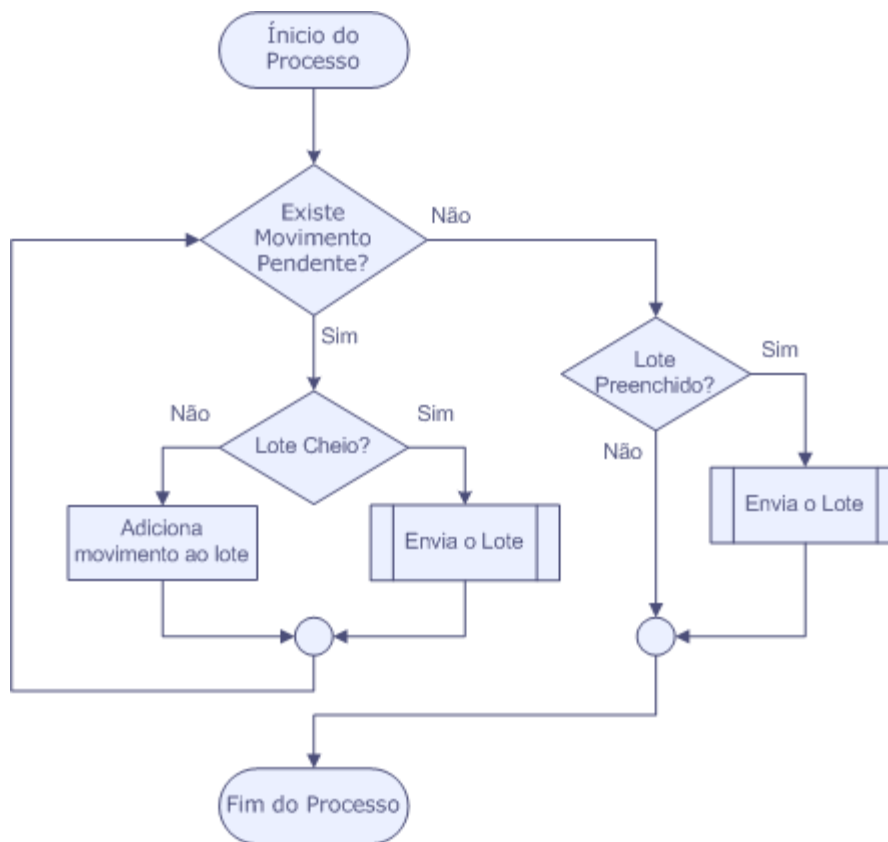 Ínicio do
Processo
Existe
Movimento
Pendente?
Não
Sim
Lote
Preenchido?
Sim
Não
Lote Cheio?
Não
Sim
Adiciona
movimento ao lote
Envia o Lote
Envia o Lote
Fim do Processo